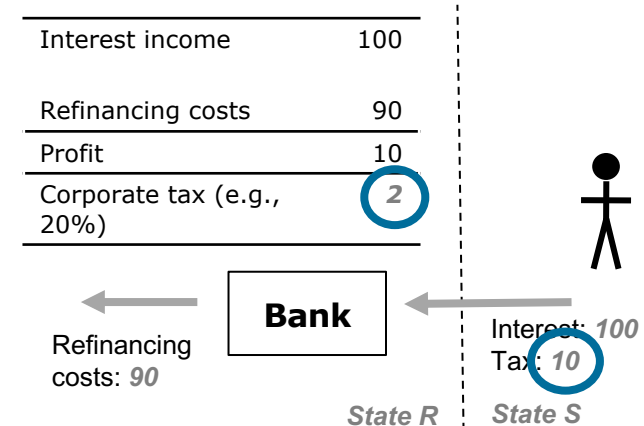 Interest income 100
Refinancing costs 90
Profit 10
Corporate tax (e.g., 2
20%)
Bank
Refinancing
costs: 90
Interest: 100
Tax: 10
State R
State S